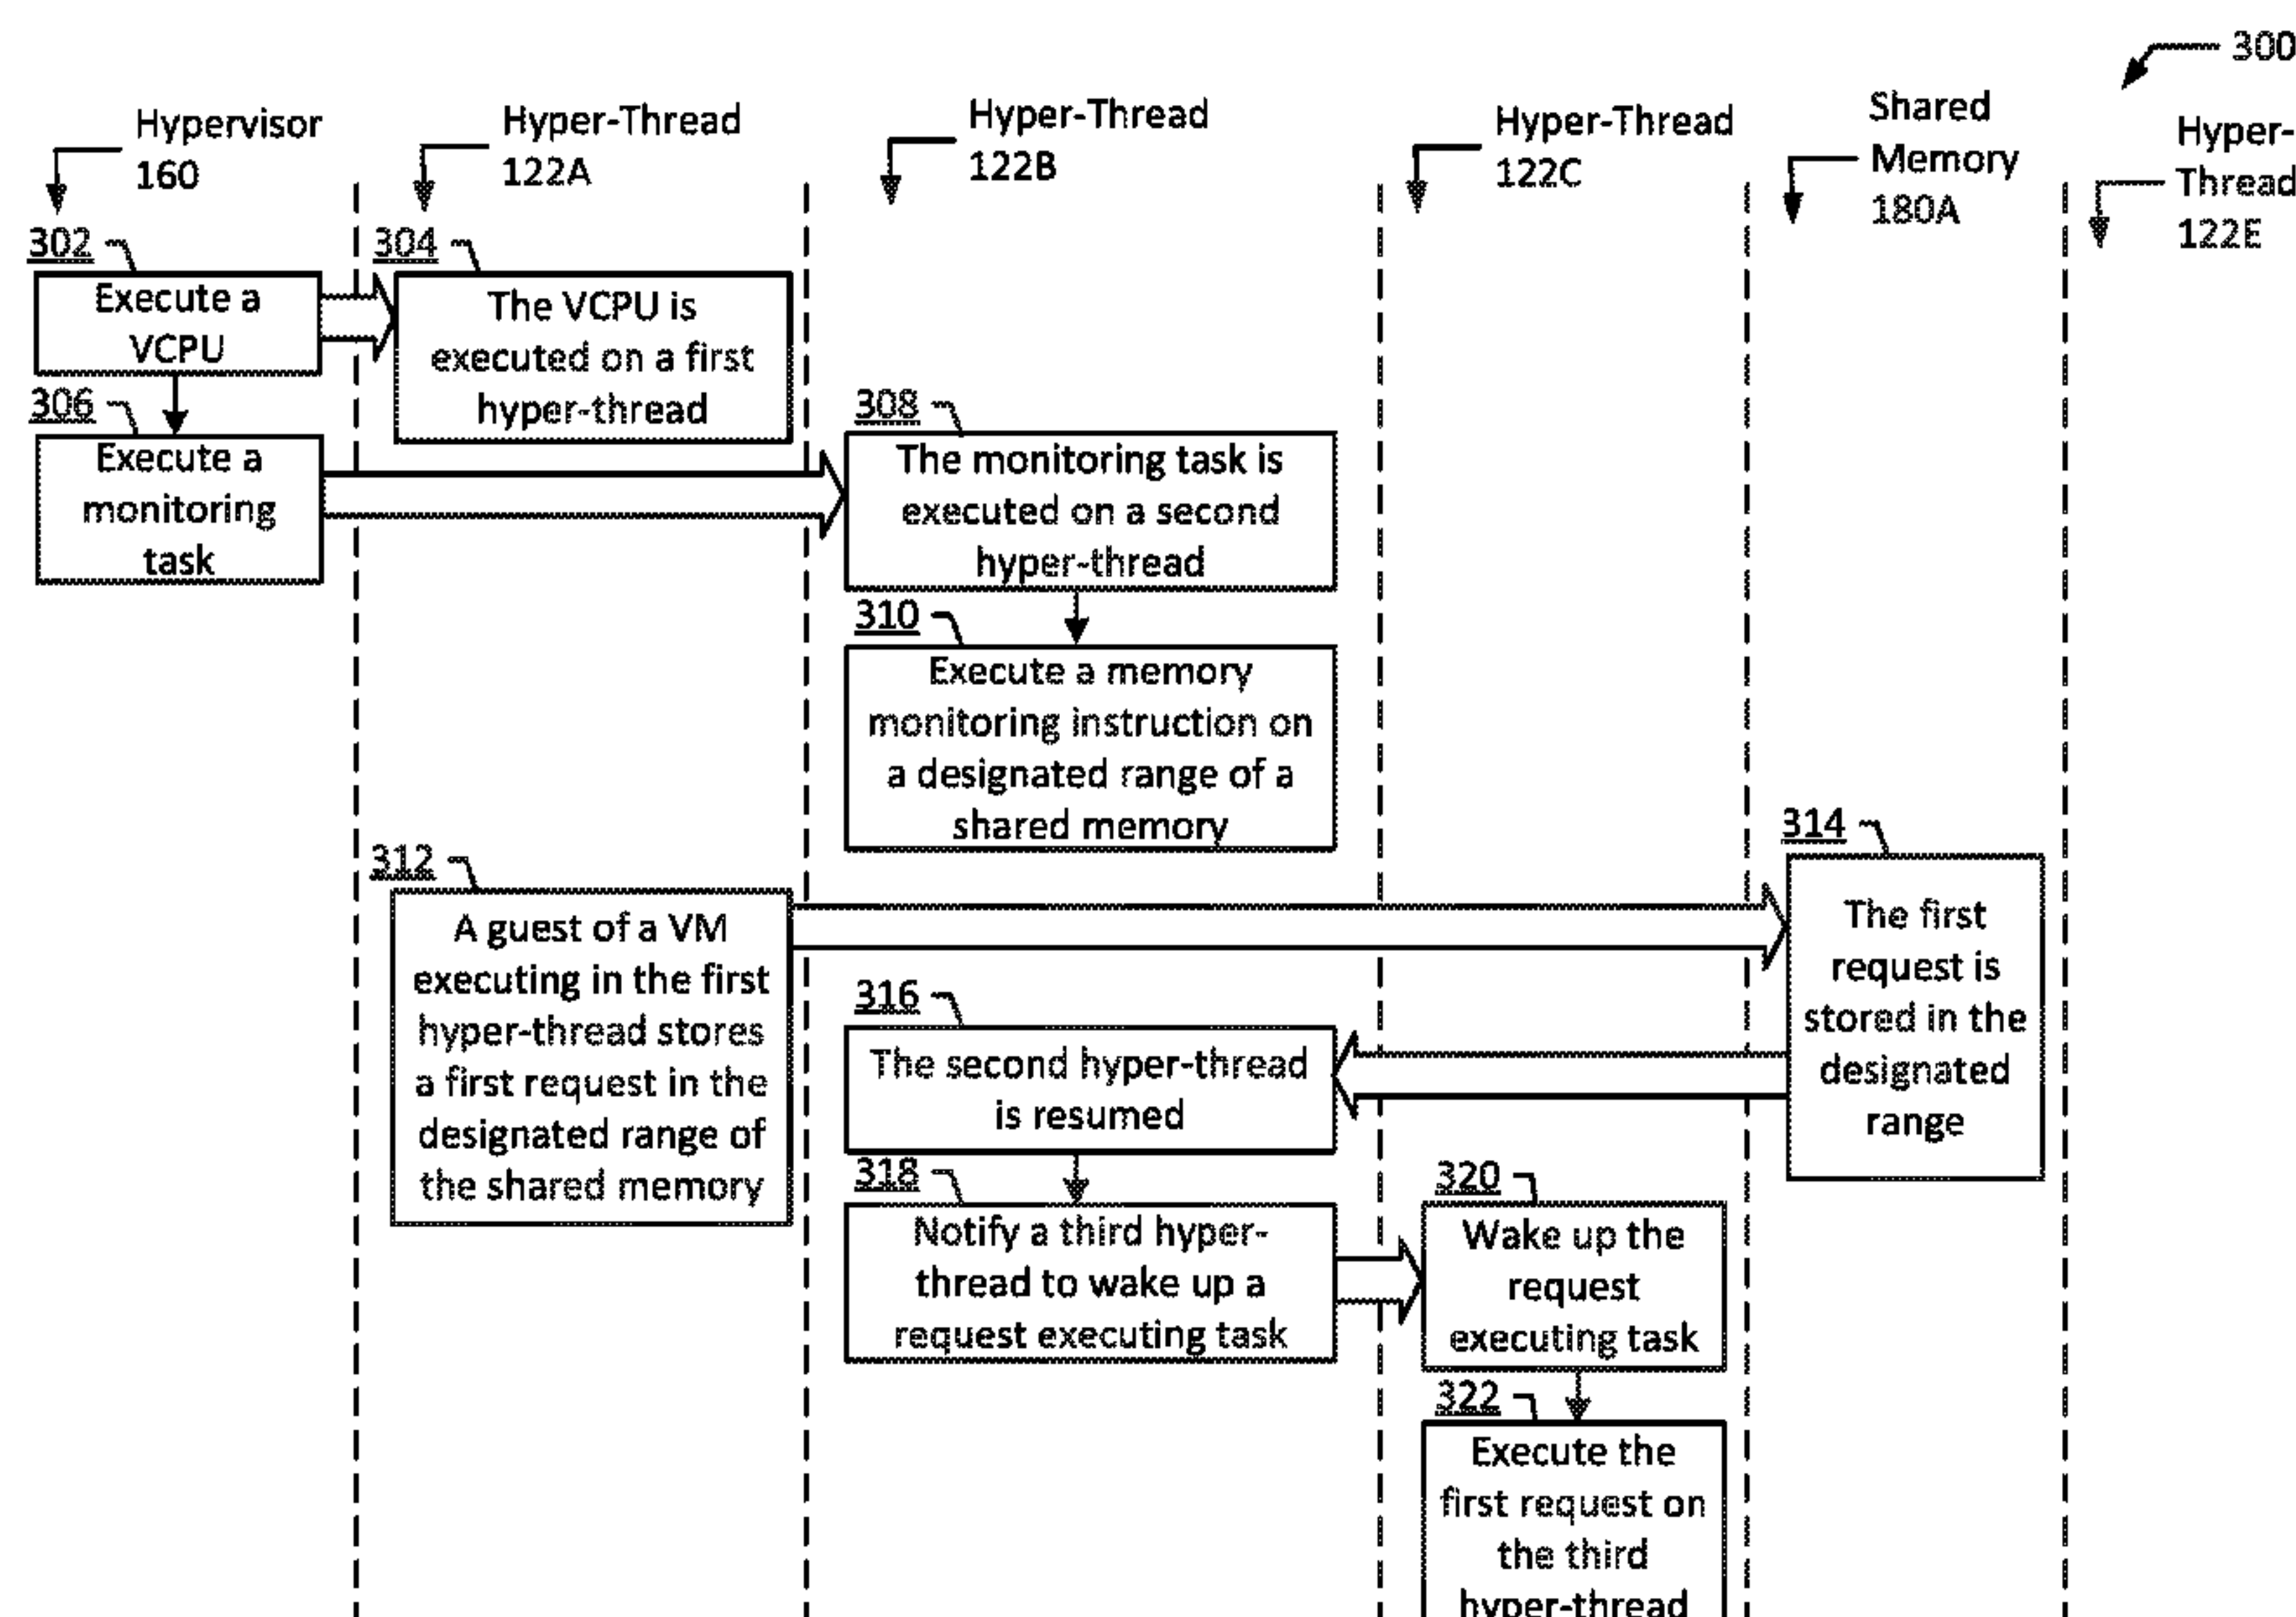 300
Hypervisor
160
Hyper-Thread
122A
Hyper-Thread
122B
Hyper-Thread
122C
Shared
Memory
180A
Hyper-
Thread
122E
302
Execute a
VCPU
304
The VCPU is
executed on a first
hyper-thread
306
Execute a
monitoring
task
308
The monitoring task is
executed on a second
hyper-thread
310
Execute a memory
monitoring instruction on
a designated range of a
shared memory
312
A guest of a VM
executing in the first
hyper-thread stores
a first request in the
designated range of
the shared memory
314
The first
request is
stored in the
designated
range
316
The second hyper-thread
is resumed
318
Notify a third hyper-
thread to wake up a
request executing task
320
Wake up the
request
executing task
322
Execute the
first request on
the third
hyper-thread